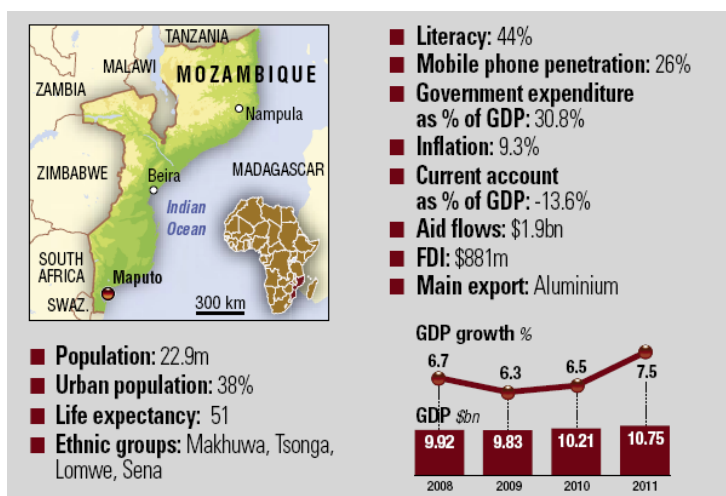 TANZANIA
MALAWI
MOZAMBIQUE
ZAMBIA
Nampula
ZIMBABWE
Beira
MADAGASCAR
Indian
Ocean
SOUTH
AFRICA
Maputo
SWAZ.
300 km
Population: 22.9m
Urban population: 38%
Life expectancy: 51
Ethnic groups: Makhuwa, Tsonga,
Lomwe, Sena
Literacy: 44%
Mobile phone penetration: 26%
Government expenditure
as % of GDP: 30.8%
Inflation: 9.3%
Current account
as % of GDP: -13.6%
Aid flows: $1.9bn
FDI: $881m
Main export: Aluminium
GDP growth %
6.7 6.3 6.5 7.5
GDP $bn
9.92 9.83 10.21 10.75
2008 2009 2010 2011